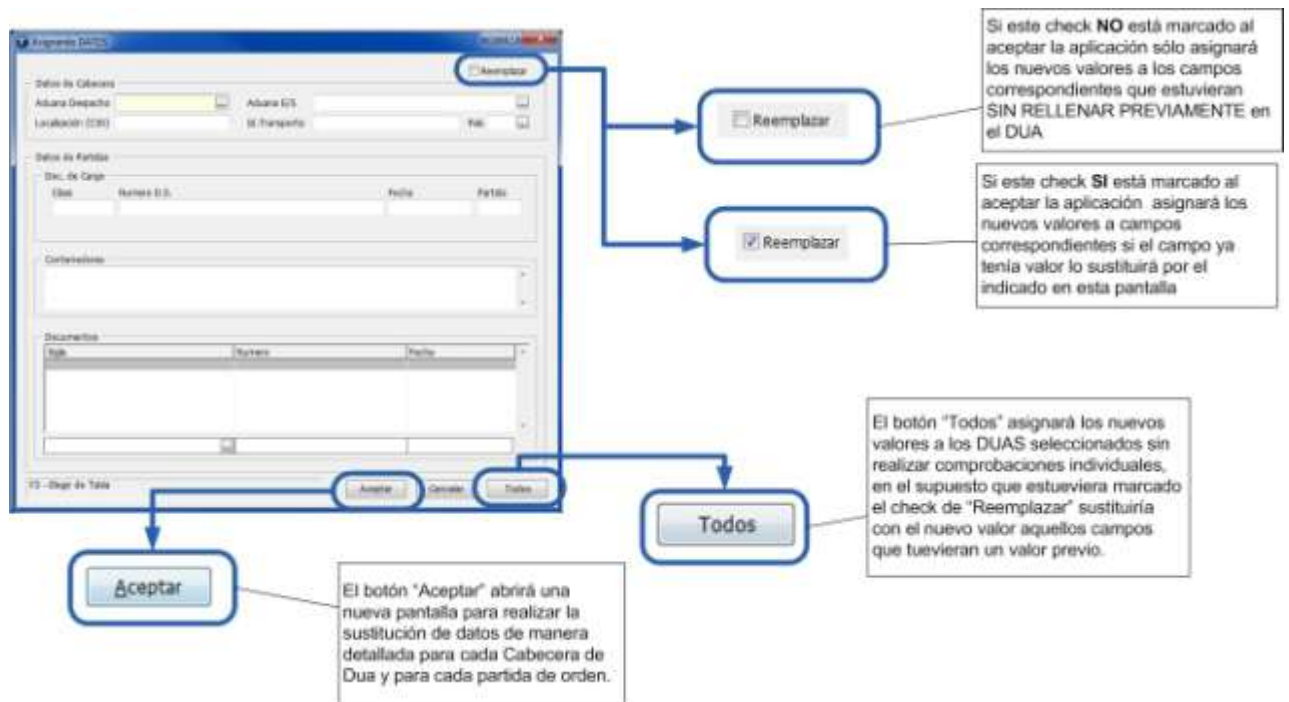 Asignando DATOS
Reemplazar
Datos de Cabecera
Aduana Despacho
Aduana E/S
Localización
Id.Transporte
Datos de Partidas
Doc. de Cargo
Clase
Numero D.S.
Fecha
Partida
Contenedores
Documentos
Numero
Fecha
F5 - Elegir de Tabla
Aceptar
Cancelar
Todos
Reemplazar
Si este check NO está marcado al
aceptar la aplicación sólo asignará
los nuevos valores a los campos
correspondientes que estuvieran
SIN RELLENAR PREVIAMENTE en
el DUA
Reemplazar
Si este check SI está marcado al
aceptar la aplicación asignará los
nuevos valores a campos
correspondientes si el campo ya
tenía valor lo sustituirá por el
indicado en esta pantalla
Todos
El botón "Todos" asignará los nuevos
valores a los DUAS seleccionados sin
realizar comprobaciones individuales,
en el supuesto que estueviera marcado
el check de "Reemplazar" sustituiría
con el nuevo valor aquellos campos
que tuevieran un valor previo.
Aceptar
El botón "Aceptar" abrirá una
nueva pantalla para realizar la
sustitución de datos de manera
detallada para cada Cabecera de
Dua y para cada partida de orden.